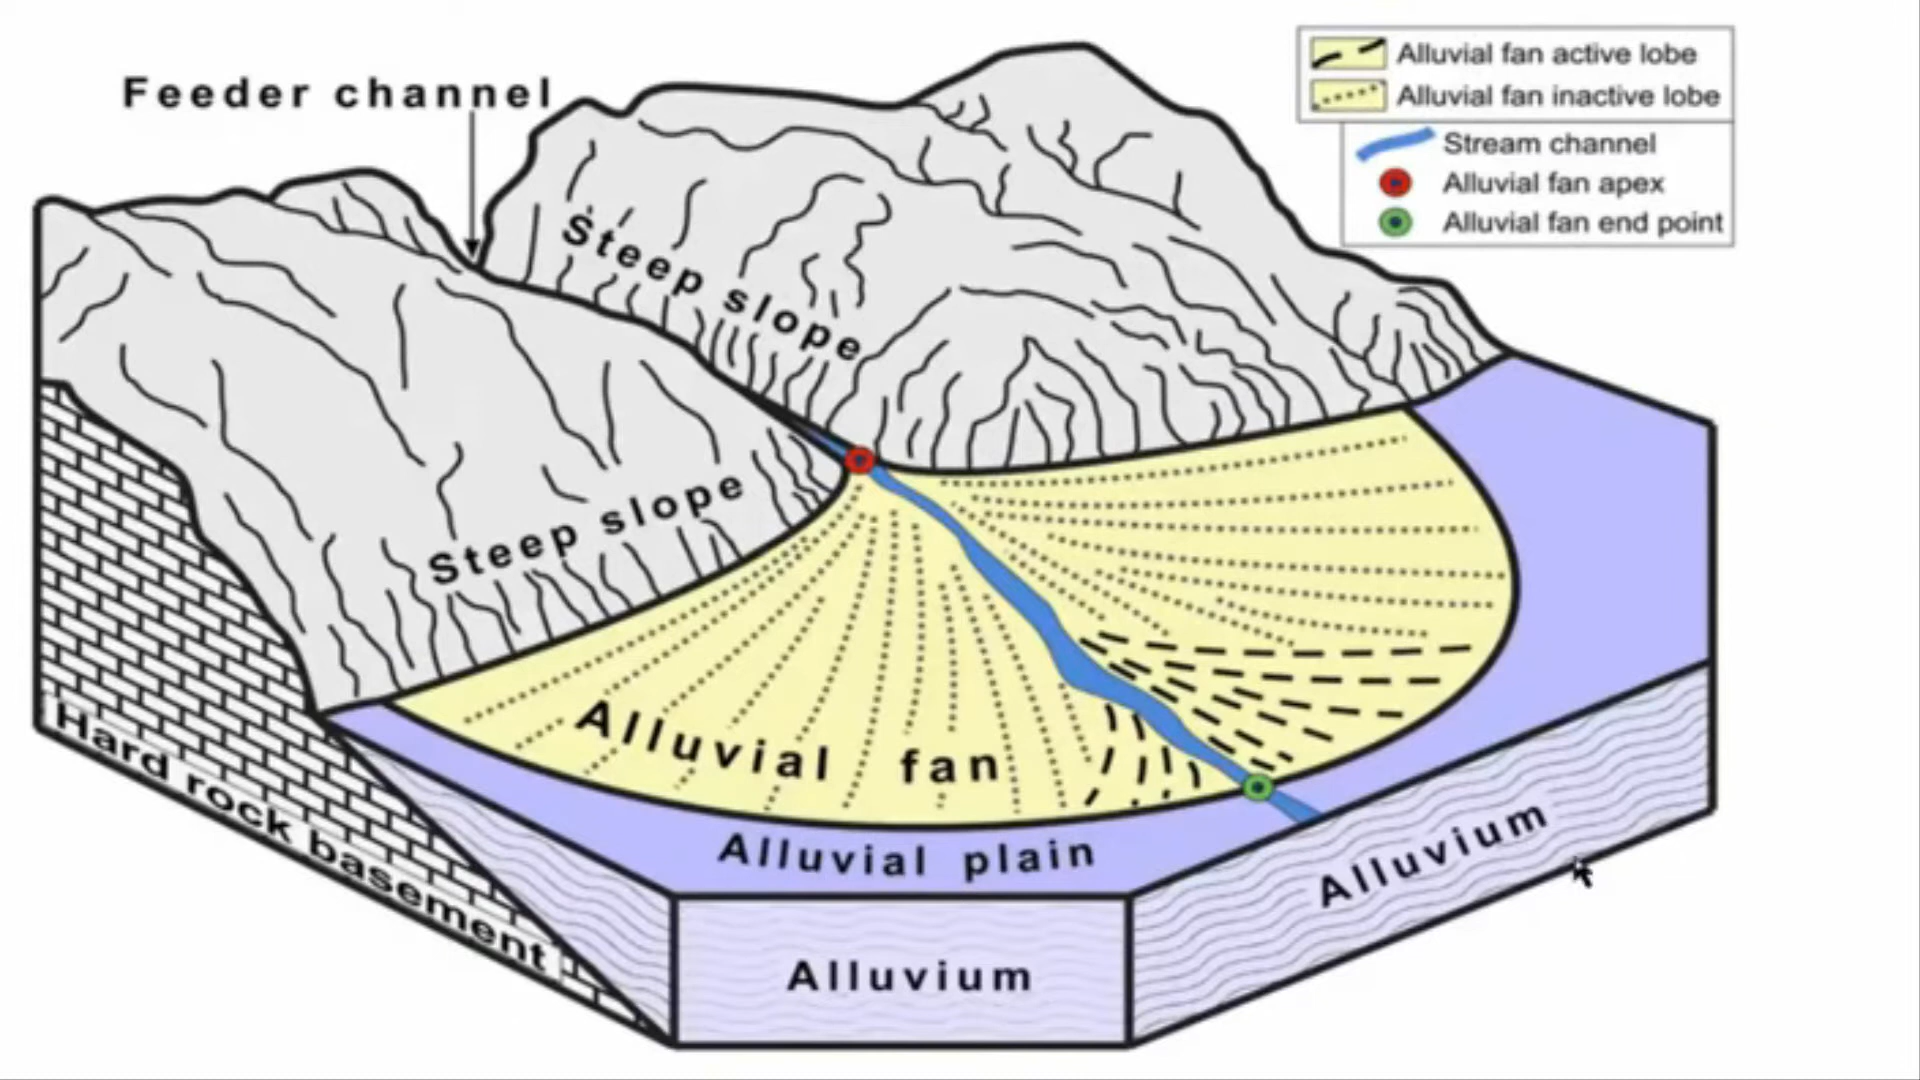 Feeder channel
Alluvial fan active lobe
Alluvial fan inactive lobe
Stream channel
Alluvial fan apex
Alluvial fan end point
Steep slope
Steep slope
Alluvial fan
Alluvial plain
Hard rock basement
Alluvium
Alluvium